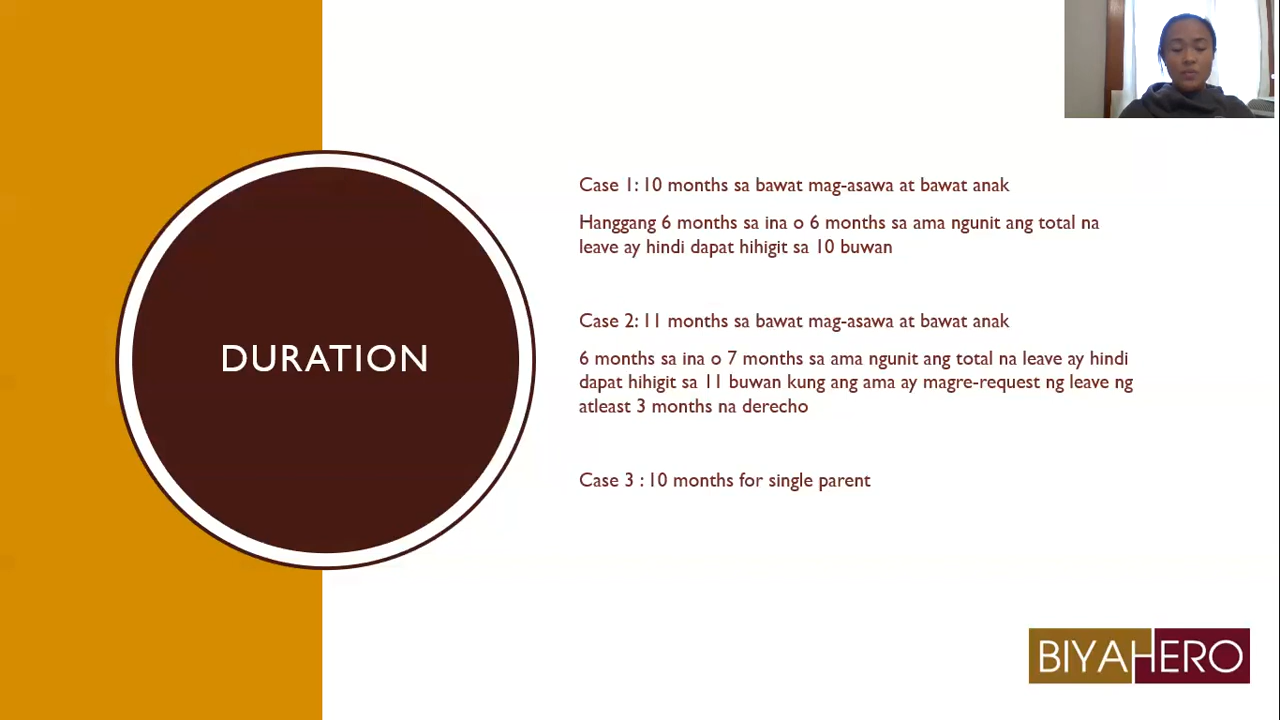 DURATION
Case 1: 10 months sa bawat mag-asawa at bawat anak
Hanggang 6 months sa ina o 6 months sa ama ngunit ang total na
leave ay hindi dapat hihigit sa 10 buwan
Case 2: 11 months sa bawat mag-asawa at bawat anak
6 months sa ina o 7 months sa ama ngunit ang total na leave ay hindi
dapat hihigit sa 11 buwan kung ang ama ay magre-request ng leave ng
atleast 3 months na derecho
Case 3 : 10 months for single parent
BIYAHERO